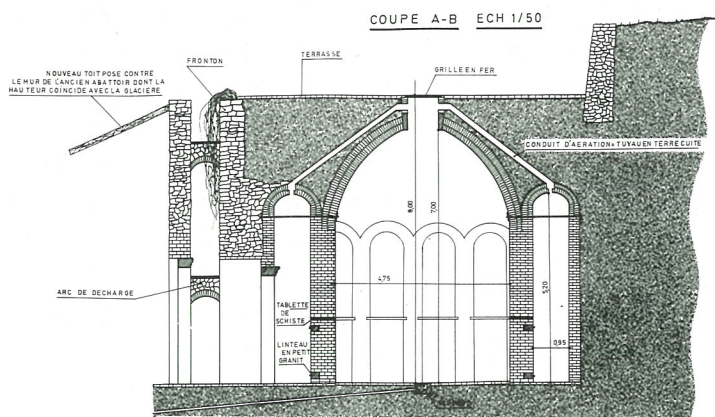 COUPE A-B ECH 1/50
TERRASSE
FRONTON
NOUVEAU TOIT POSE CONTRE
LE MUR DE L'ANCIEN ABATTOIR DONT LA
HAUTEUR COINCIDE AVEC LA GLACIERE
GRILLE EN FER
CONDUIT D'AERATION = TUYAU EN TERRE CUITE
8,00
7,00
4,75
5,20
ARC DE DECHARGE
TABLETTE
DE
SCHISTE
LINTEAU
EN PETIT
GRANIT
0,95